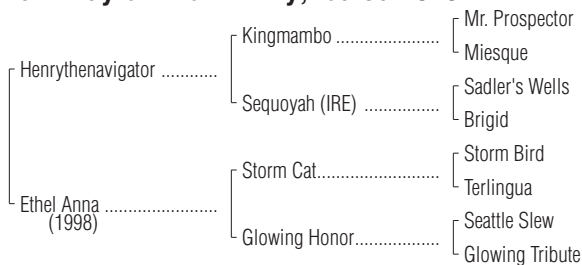 Kingmambo ..................
Mr. Prospector
Miesque
Henrythenavigator ............
Sequoyah (IRE) ................
Sadler's Wells
Brigid
Storm Cat.......................
Storm Bird
Terlingua
Ethel Anna ........................
(1998)
Glowing Honor.................
Seattle Slew
Glowing Tribute